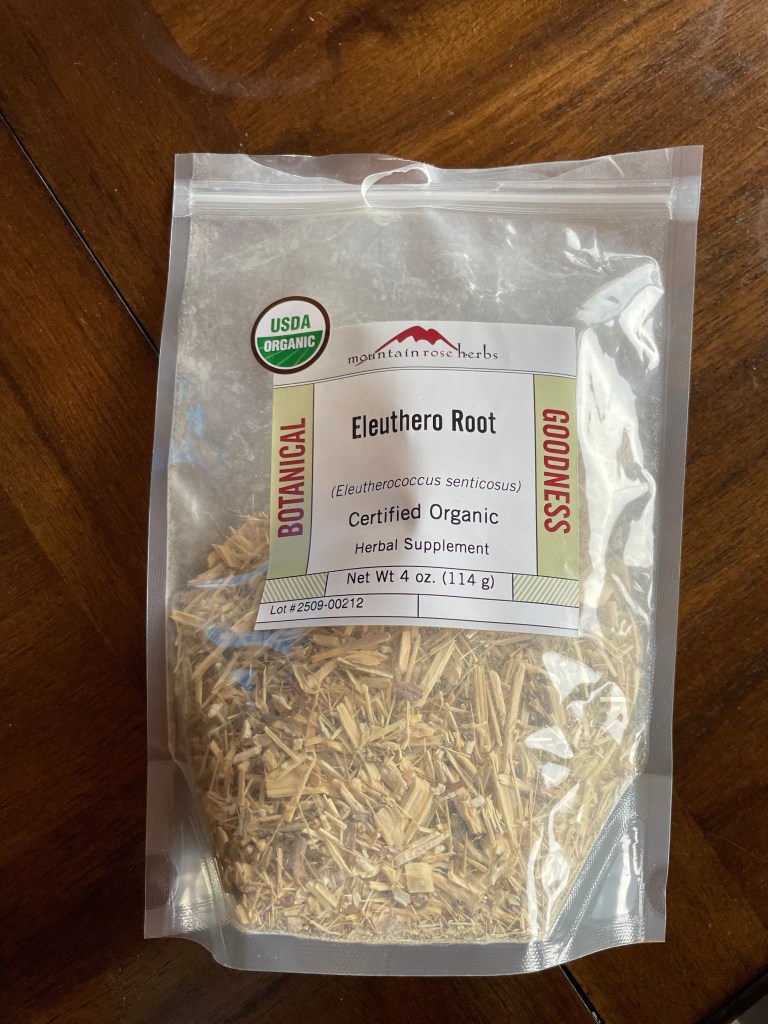 USDA
ORGANIC
mountain rose herbs
BOTANICAL
Eleuthero Root
(Eleutherococcus senticosus)
Certified Organic
Herbal Supplement
GOODNESS
Net Wt 4 oz. (114 g)
Lot # 2509-00212